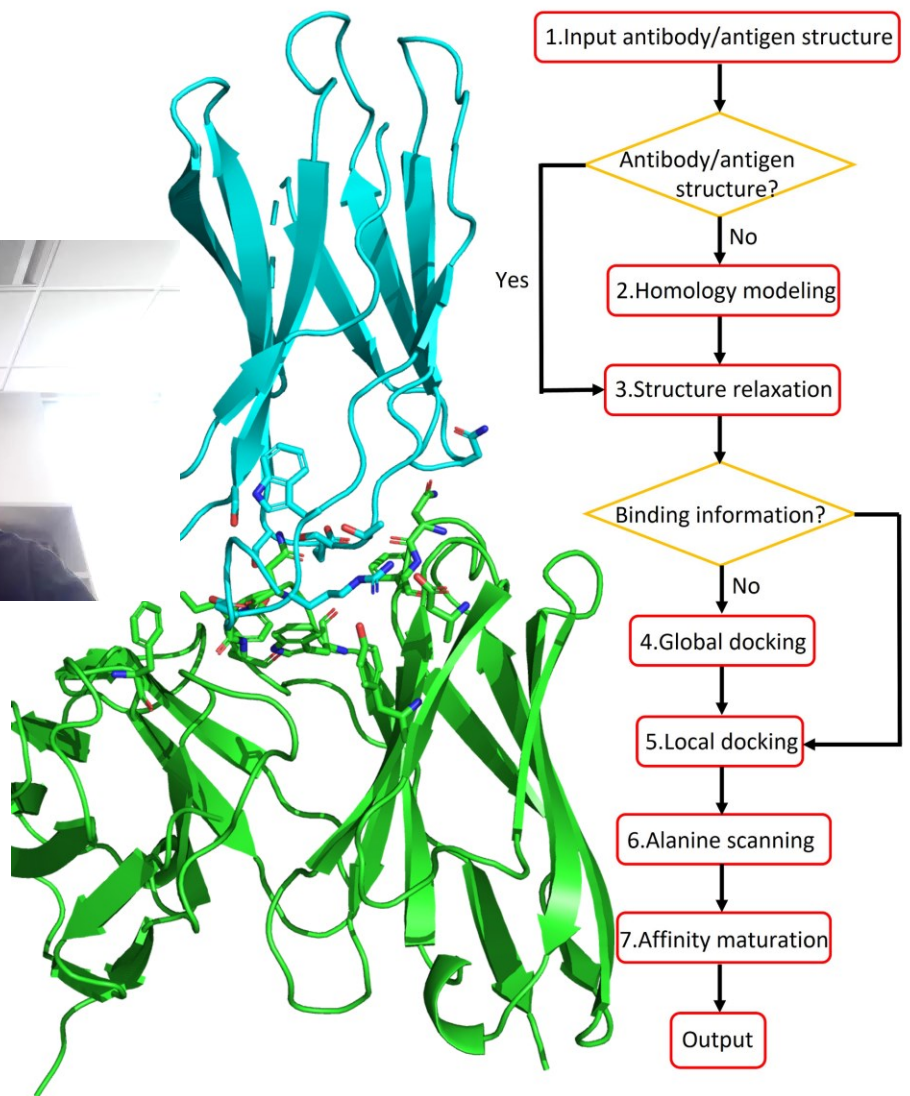 1.Input antibody/antigen structure
Antibody/antigen
structure?
No
Yes
2.Homology modeling
3.Structure relaxation
Binding information?
No
4.Global docking
5.Local docking
6.Alanine scanning
7.Affinity maturation
Output